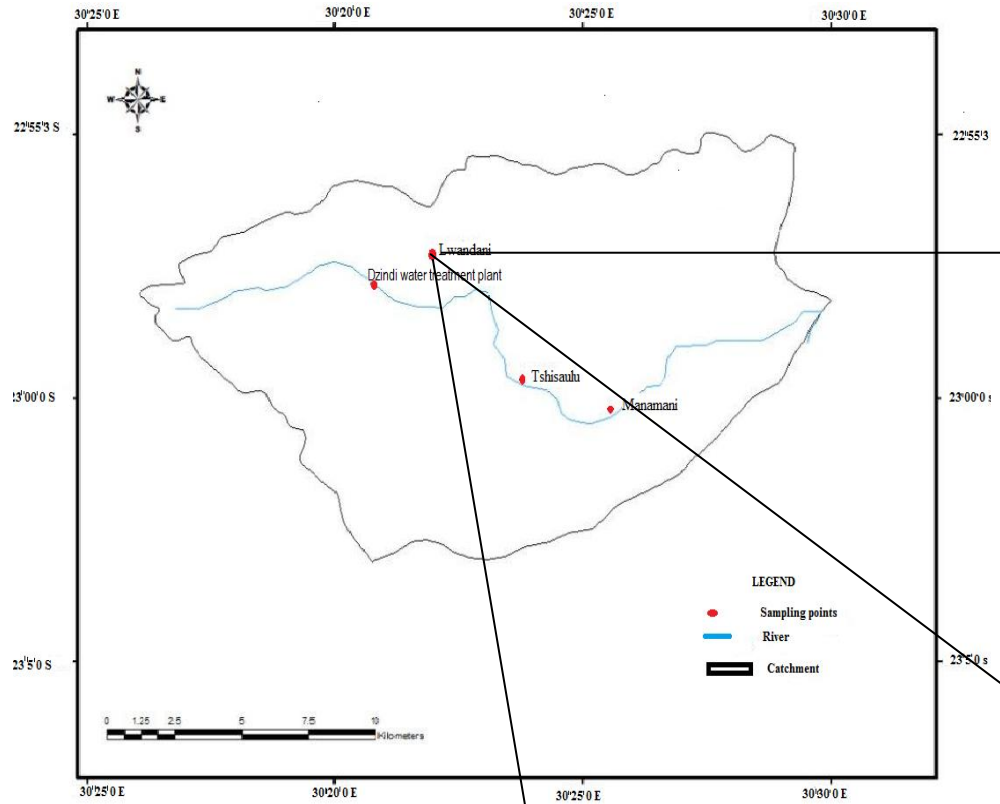 30°25'0 E 30°20'0 E 30°25'0 E 30°30'0 E
N
W E
S
22°55'3 S 22°55'3
Lwandani
Dzindi water treatment plant
Tshisaulu
Manamani
23°00'0 S 23°00'0 s
LEGEND
Sampling points
River
Catchment
23°5'0 S 23°5'0 s
0 1.25 2.5 5 7.5 10
Kilometers
30°25'0 E 30°20'0 E 30°25'0 E 30°30'0 E